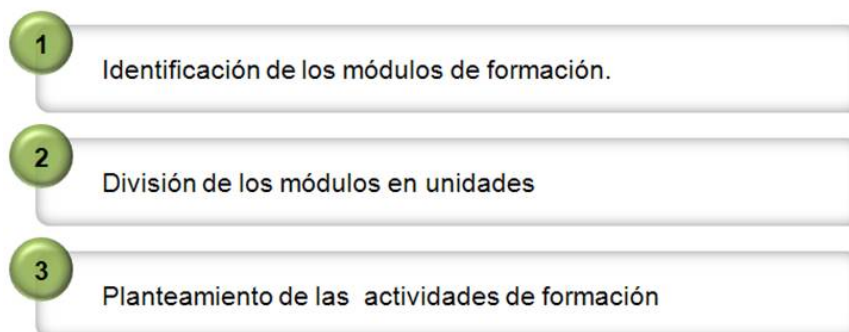 1
Identificación de los módulos de formación.
2
División de los módulos en unidades
3
Planteamiento de las  actividades de formación